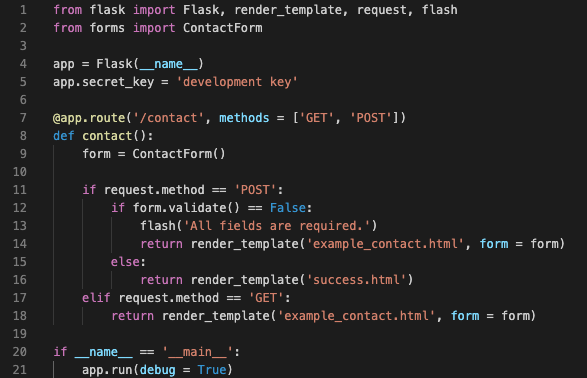 1 from flask import Flask, render_template, request, flash
2 from forms import ContactForm
3
4 app = Flask(__name__)
5 app.secret_key = 'development key'
6
7 @app.route('/contact', methods = ['GET', 'POST'])
8 def contact():
9     form = ContactForm()
10
11     if request.method == 'POST':
12         if form.validate() == False:
13             flash('All fields are required.')
14             return render_template('example_contact.html', form = form)
15         else:
16             return render_template('success.html')
17     elif request.method == 'GET':
18         return render_template('example_contact.html', form = form)
19
20 if __name__ == '__main__':
21     app.run(debug = True)